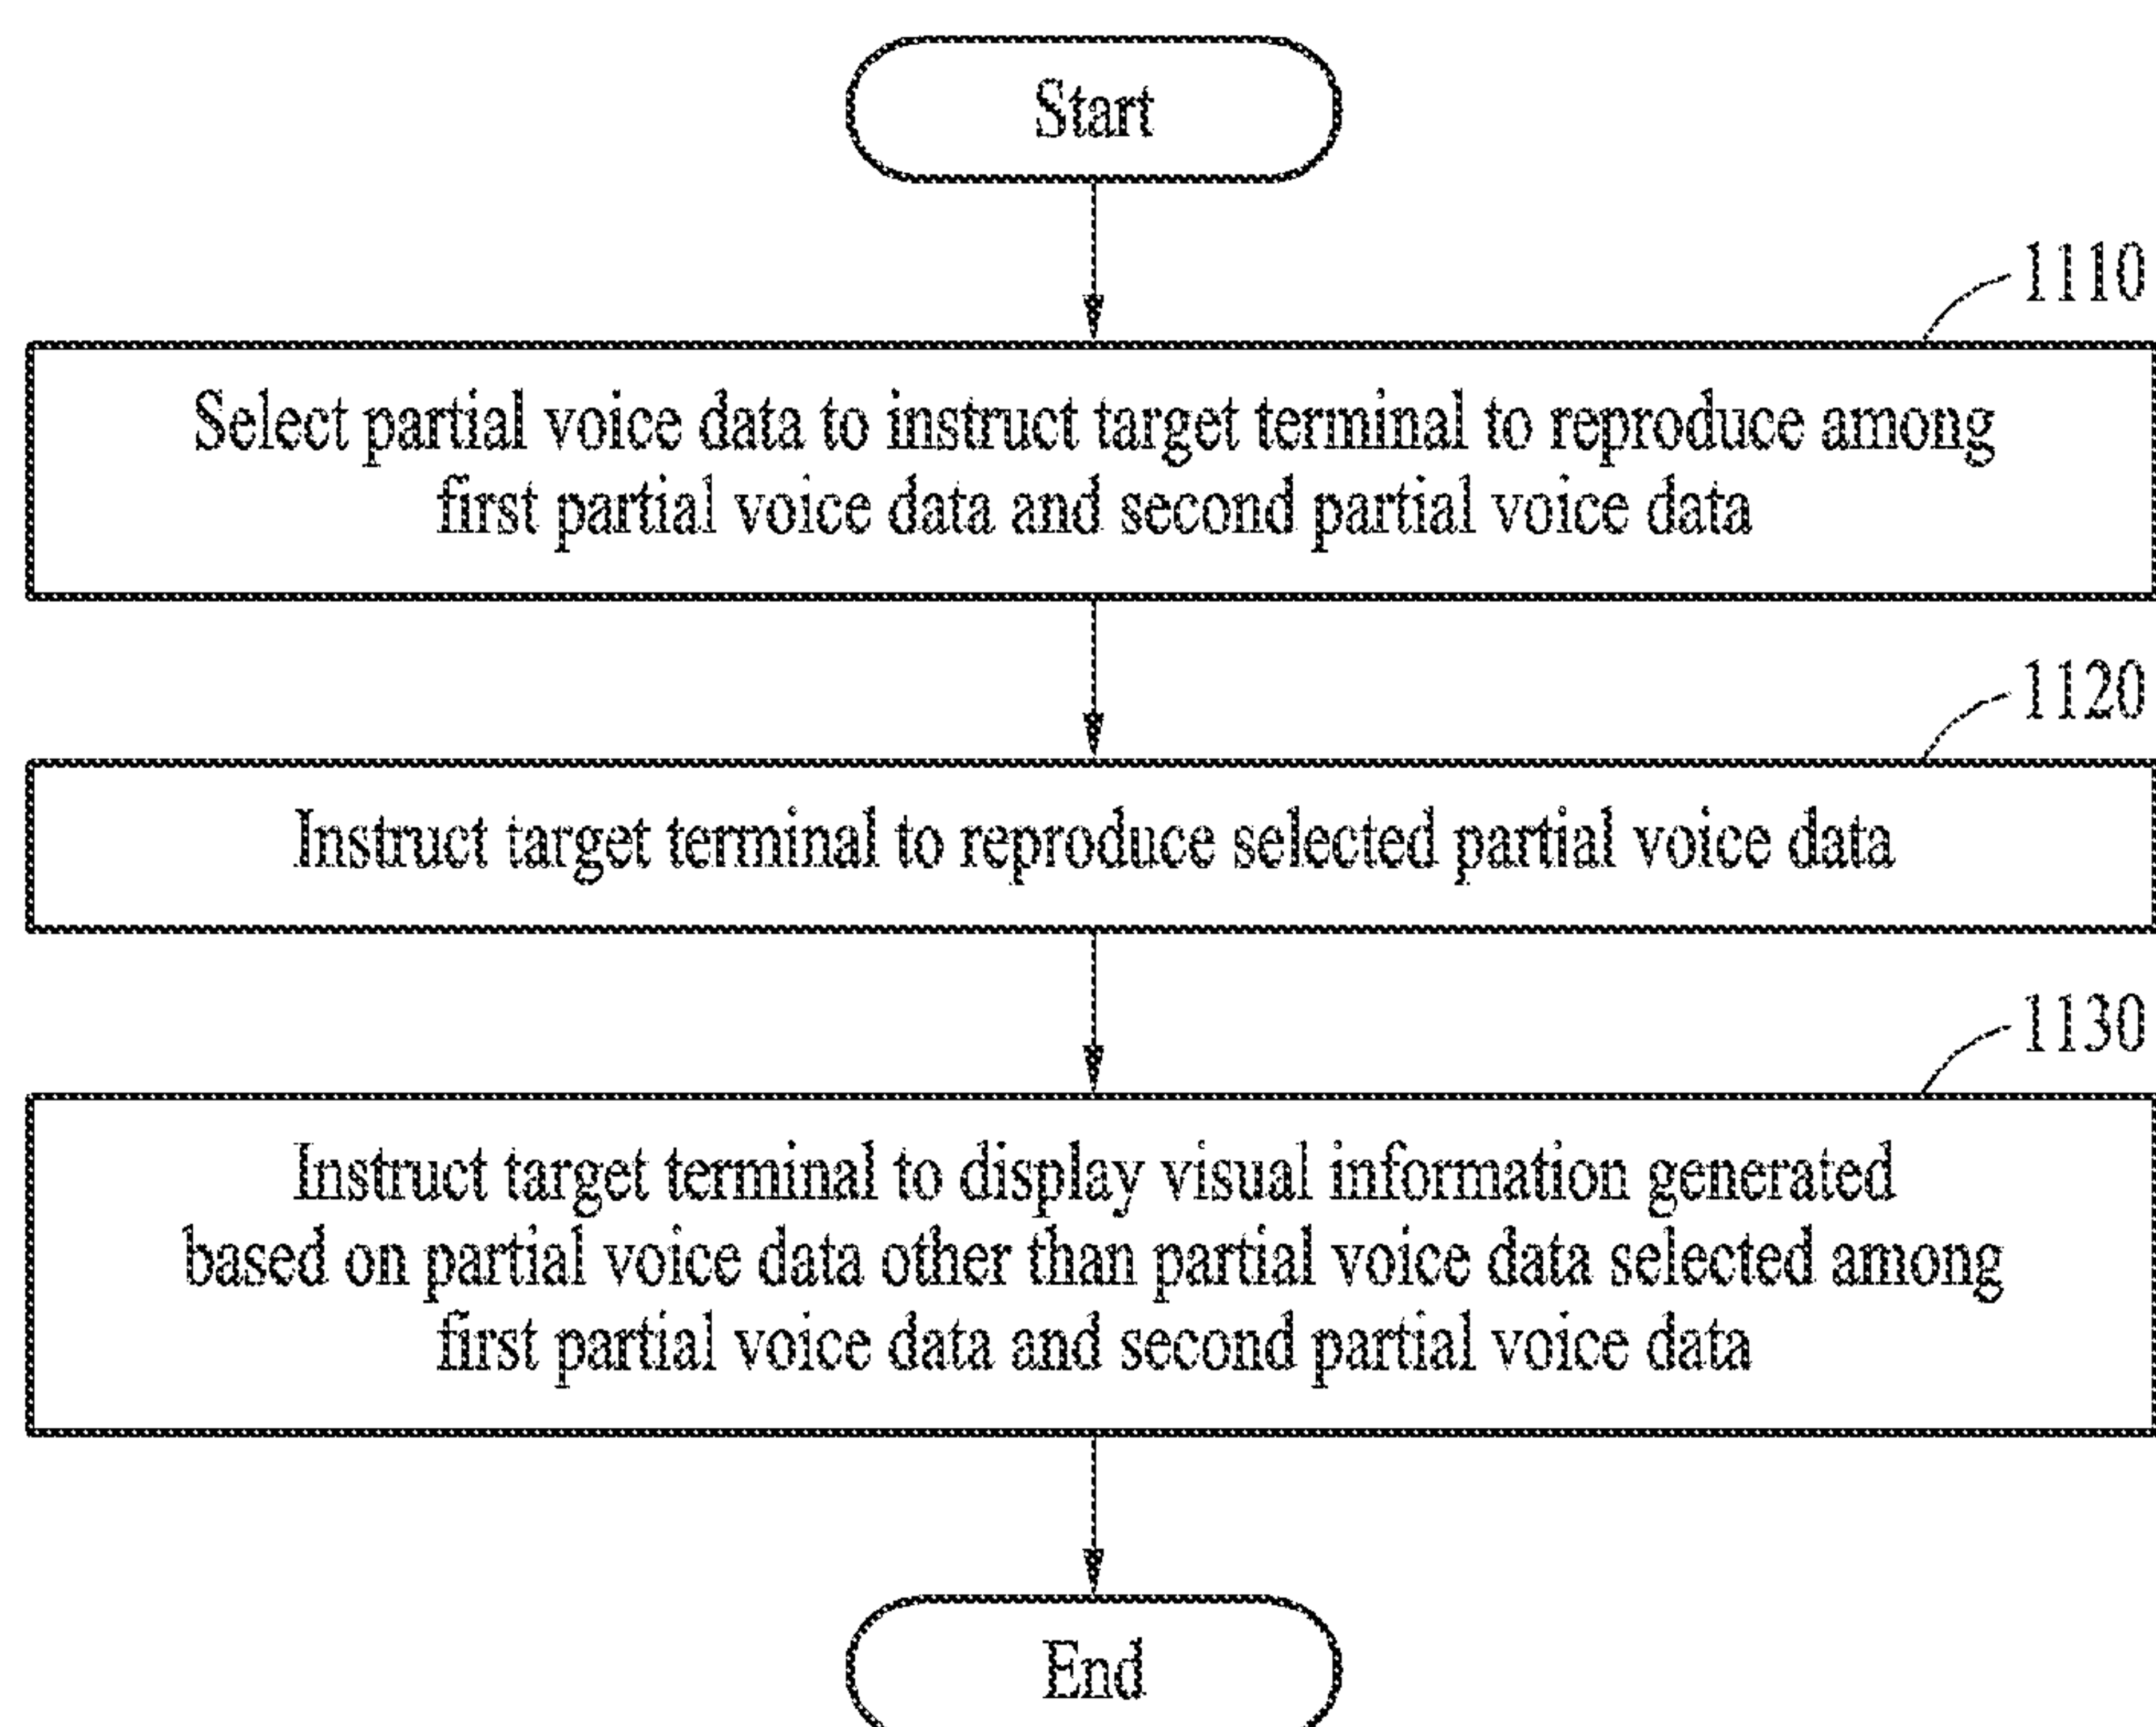 Start
1110
Select partial voice data to instruct target terminal to reproduce among
first partial voice data and second partial voice data
1120
Instruct target terminal to reproduce selected partial voice data
1130
Instruct target terminal to display visual information generated
based on partial voice data other than partial voice data selected among
first partial voice data and second partial voice data
End